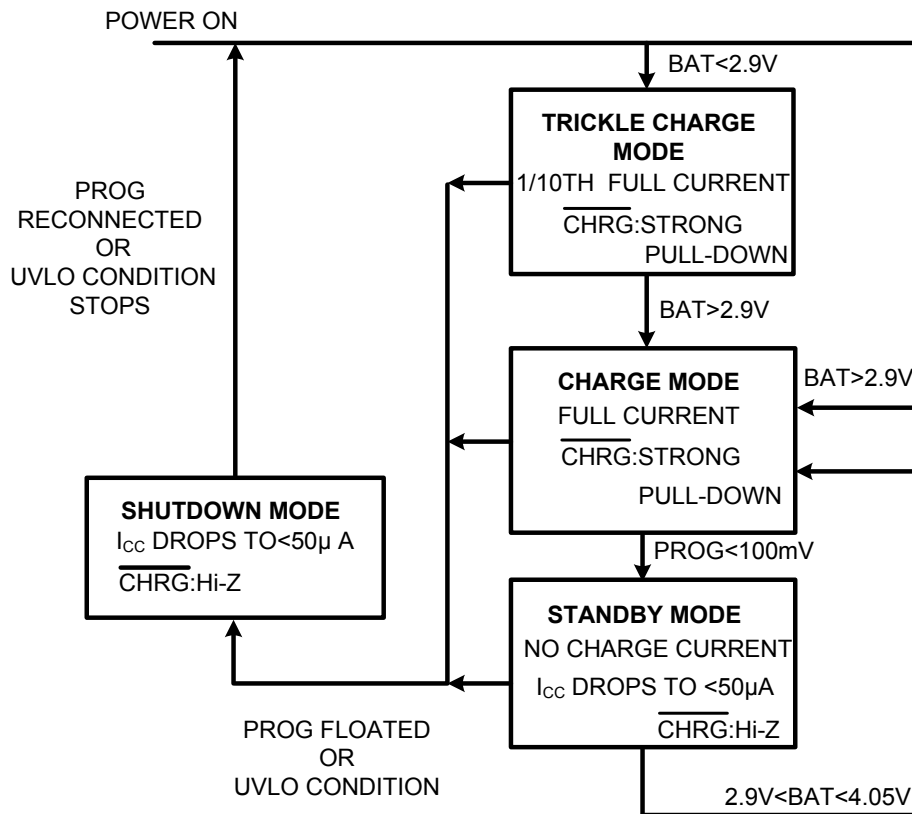 POWER ON
BAT<2.9V
TRICKLE CHARGE
MODE
1/10TH FULL CURRENT
CHRG:STRONG
PULL-DOWN
PROG
RECONNECTED
OR
UVLO CONDITION
STOPS
BAT>2.9V
CHARGE MODE
FULL CURRENT
CHRG:STRONG
PULL-DOWN
BAT>2.9V
SHUTDOWN MODE
ICC DROPS TO<50µ A
CHRG:Hi-Z
PROG<100mV
STANDBY MODE
NO CHARGE CURRENT
ICC DROPS TO <50µA
CHRG:Hi-Z
PROG FLOATED
OR
UVLO CONDITION
2.9V<BAT<4.05V